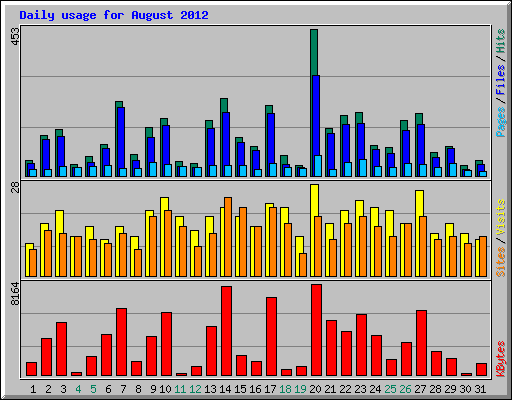 Daily usage for August 2012
453
Pages / Files / Hits
28
Sites / Visits
8164
KBytes
1 2 3 4 5 6 7 8 9 10 11 12 13 14 15 16 17 18 19 20 21 22 23 24 25 26 27 28 29 30 31